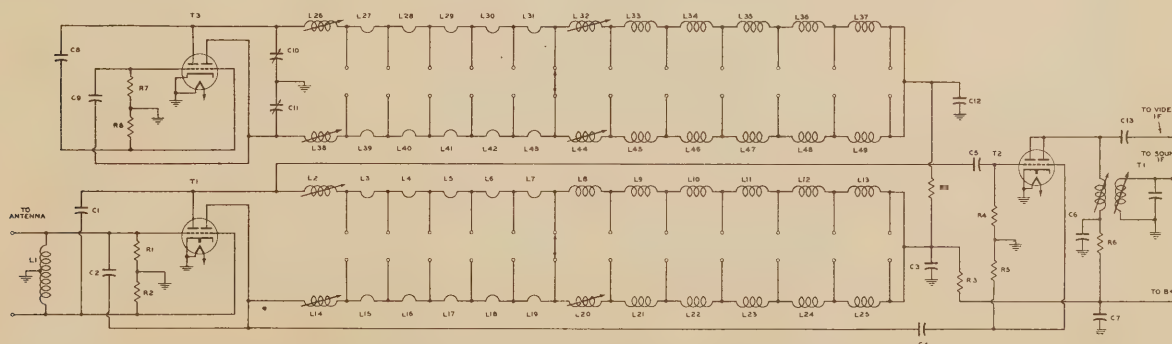 T3
L26 L27 L28 L29 L30 L31 L32 L33 L34 L35 L36 L37
C8
C9
R7
R8
C10
C11
C12
L38 L39 L40 L41 L42 L43 L44 L45 L46 L47 L48 L49
T1
L2 L3 L4 L5 L6 L7 L8 L9 L10 L11 L12 L13
TO
ANTENNA
L1
C1
C2
R1
R2
C3
R3
L14 L15 L16 L17 L18 L19 L20 L21 L22 L23 L24 L25
C5
T2
R4
R5
C13
TO VIDE
IF
TO SOUN
IF
T1
C6
R6
TO B+
C7